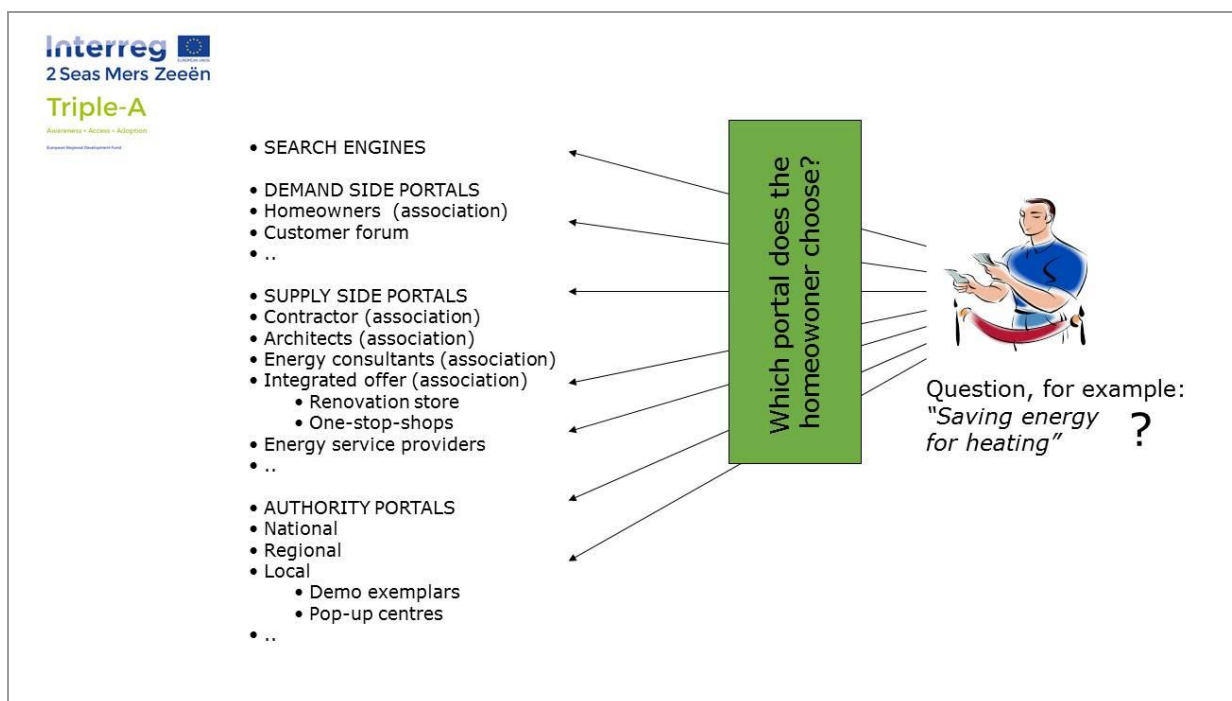 Interreg
EUROPEAN UNION
2 Seas Mers Zeeën
Triple-A
Awareness • Access • Adoption
European Regional Development Fund
• SEARCH ENGINES
• DEMAND SIDE PORTALS
• Homeowners (association)
• Customer forum
• ..
• SUPPLY SIDE PORTALS
• Contractor (association)
• Architects (association)
• Energy consultants (association)
• Integrated offer (association)
• Renovation store
• One-stop-shops
• Energy service providers
• ..
• AUTHORITY PORTALS
• National
• Regional
• Local
• Demo exemplars
• Pop-up centres
• ..
Which portal does the
homewoner choose?
Question, for example:
“Saving energy
for heating”
?